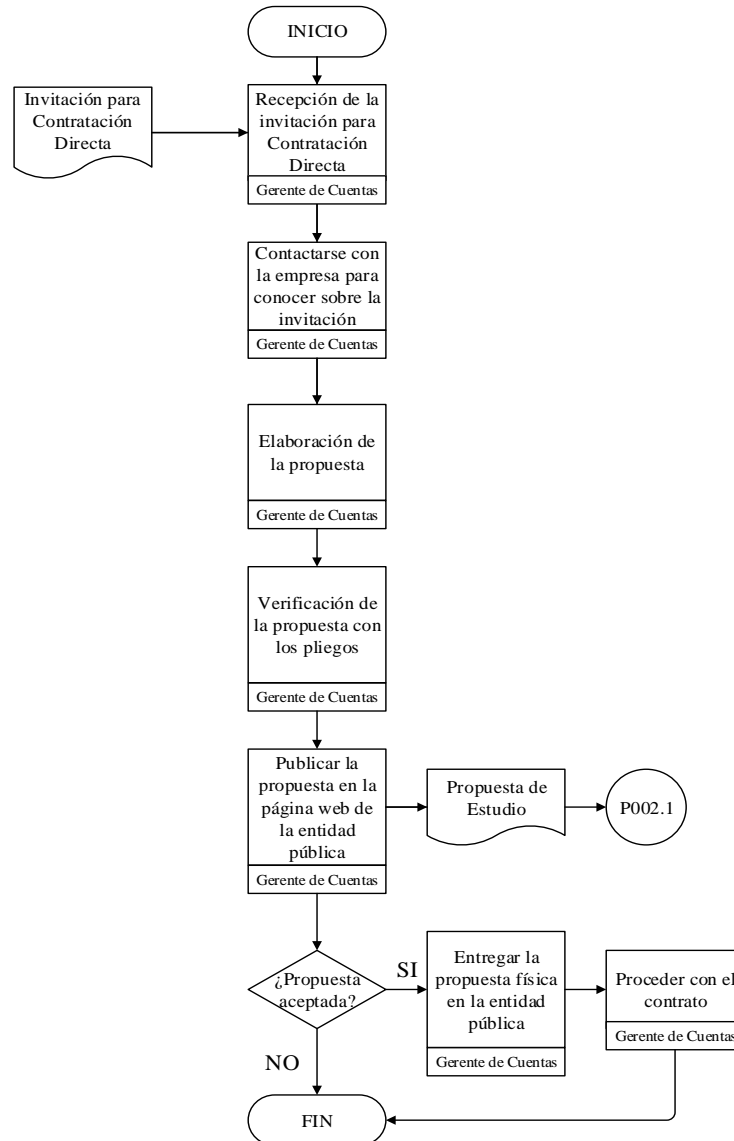 INICIO
Invitación para
Contratación
Directa
Recepción de la
invitación para
Contratación
Directa
Gerente de Cuentas
Contactarse con
la empresa para
conocer sobre la
invitación
Gerente de Cuentas
Elaboración de
la propuesta
Gerente de Cuentas
Verificación de
la propuesta con
los pliegos
Gerente de Cuentas
Publicar la
propuesta en la
página web de
la entidad
pública
Gerente de Cuentas
Propuesta de
Estudio
P002.1
¿Propuesta
aceptada?
SI
Entregar la
propuesta física
en la entidad
pública
Gerente de Cuentas
Proceder con el
contrato
Gerente de Cuentas
NO
FIN